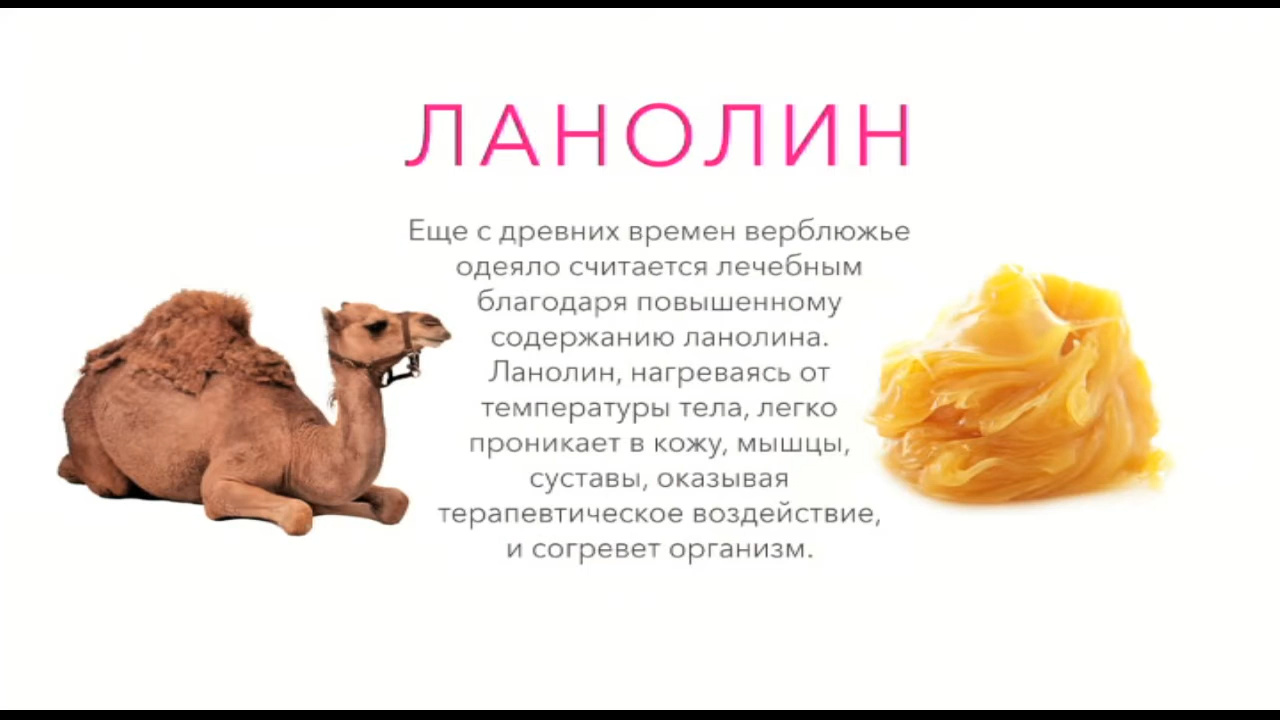 ЛАНОЛИН
Еще с древних времен верблюжье
одеяло считается лечебным
благодаря повышенному
содержанию ланолина.
Ланолин, нагреваясь от
температуры тела, легко
проникает в кожу, мышцы,
суставы, оказывая
терапевтическое воздействие,
и согревет организм.